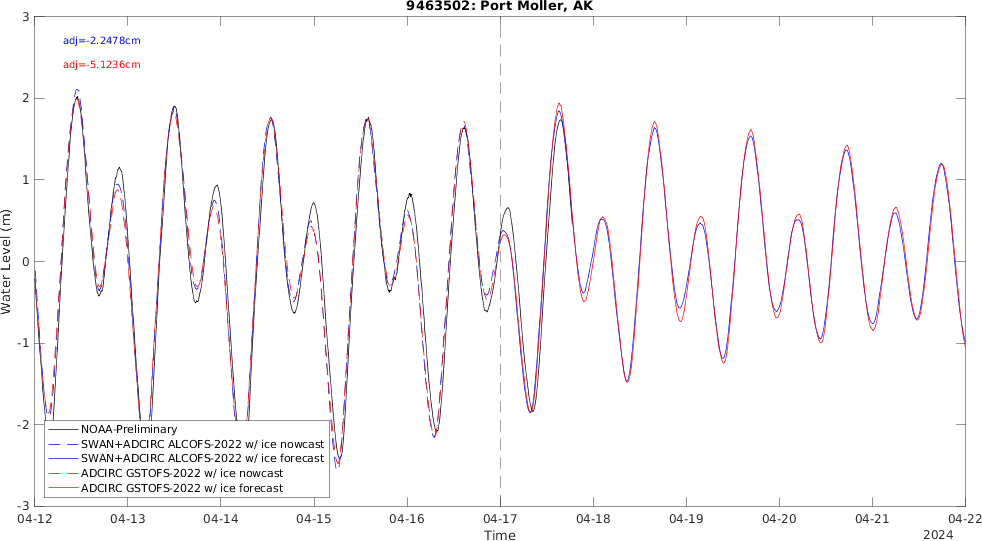 9463502: Port Moller, AK
adj=-2.2478cm
adj=-5.1236cm
Water Level (m)
3
2
1
0
-1
-2
-3
NOAA-Preliminary
SWAN+ADCIRC ALCOFS-2022 w/ ice nowcast
SWAN+ADCIRC ALCOFS-2022 w/ ice forecast
ADCIRC GSTOFS-2022 w/ ice nowcast
ADCIRC GSTOFS-2022 w/ ice forecast
04-12 04-13 04-14 04-15 04-16 04-17 04-18 04-19 04-20 04-21 04-22
Time
2024